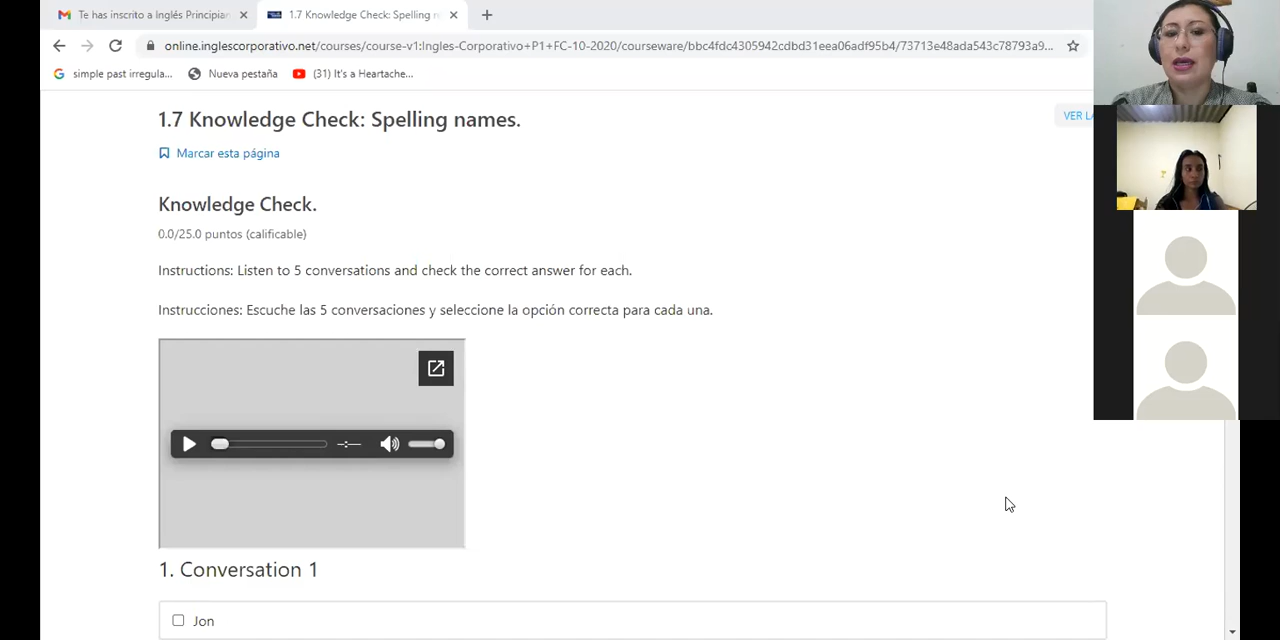 Te has inscrito a Inglés Principian
1.7 Knowledge Check: Spelling n
online.inglescorporativo.net/courses/course-v1:Ingles-Corporativo+P1+FC-10-2020/courseware/bbc4fdc4305942cdbd31eea06adf95b4/73713e48ada543c78793a9...
simple past irregula...
Nueva pestaña
(31) It's a Heartache...
1.7 Knowledge Check: Spelling names.
VER LA
Marcar esta página
Knowledge Check.
0.0/25.0 puntos (calificable)
Instructions: Listen to 5 conversations and check the correct answer for each.
Instrucciones: Escuche las 5 conversaciones y seleccione la opción correcta para cada una.
1. Conversation 1
Jon